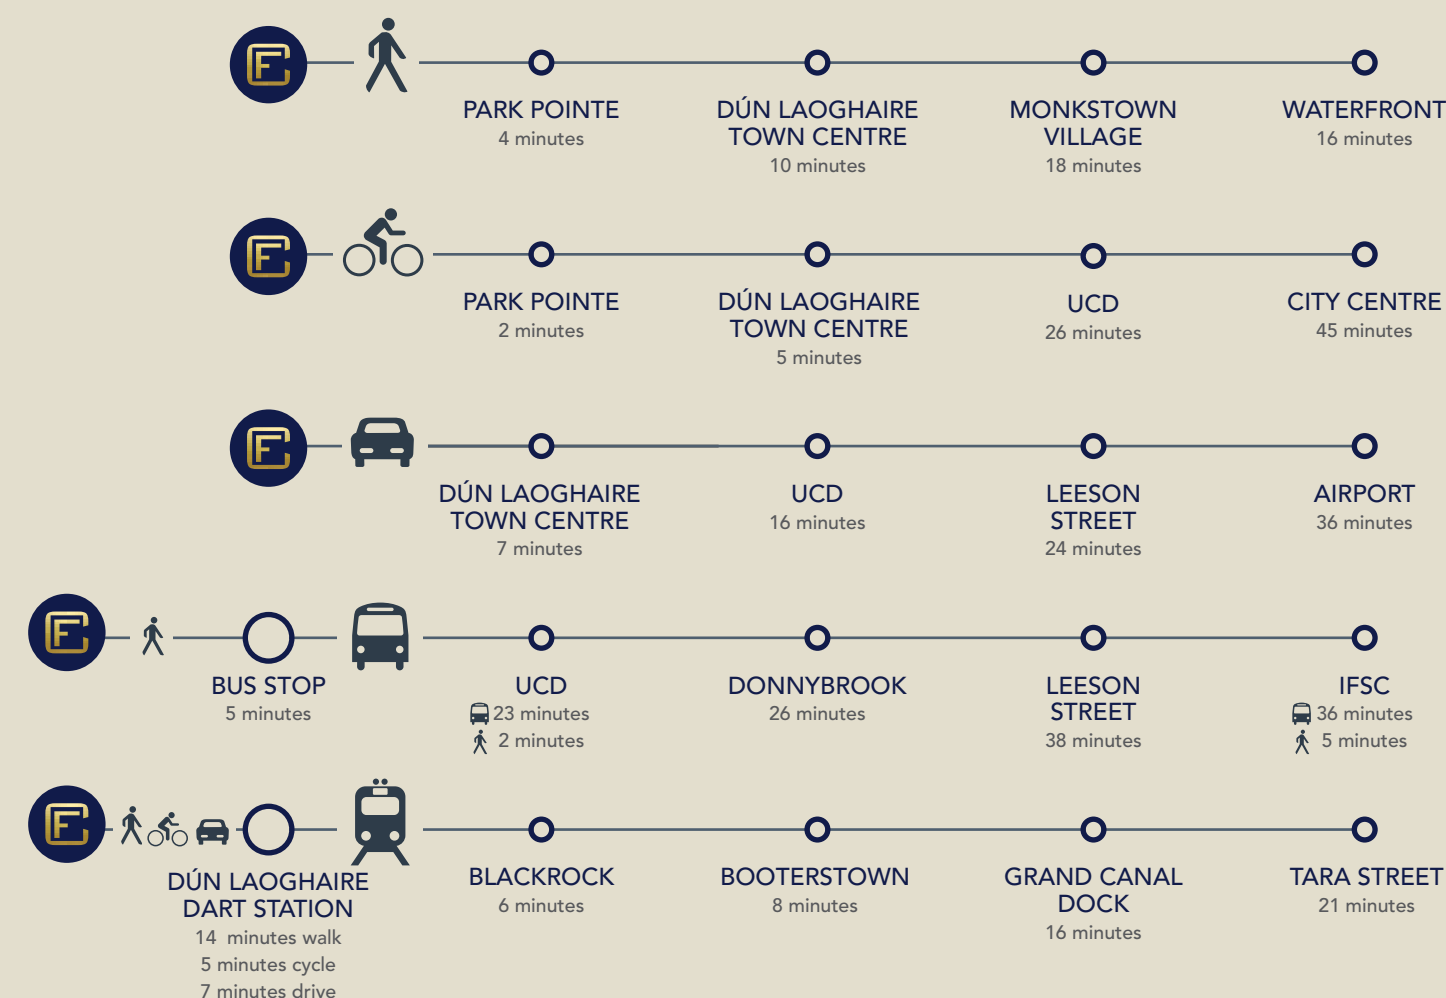 PARK POINTE
4 minutes
DÚN LAOGHAIRE
TOWN CENTRE
10 minutes
MONKSTOWN
VILLAGE
18 minutes
WATERFRONT
16 minutes
PARK POINTE
2 minutes
DÚN LAOGHAIRE
TOWN CENTRE
5 minutes
UCD
26 minutes
CITY CENTRE
45 minutes
DÚN LAOGHAIRE
TOWN CENTRE
7 minutes
UCD
16 minutes
LEESON
STREET
24 minutes
AIRPORT
36 minutes
BUS STOP
5 minutes
UCD
23 minutes
2 minutes
DONNYBROOK
26 minutes
LEESON
STREET
38 minutes
IFSC
36 minutes
5 minutes
DÚN LAOGHAIRE
DART STATION
14 minutes walk
5 minutes cycle
7 minutes drive
BLACKROCK
6 minutes
BOOTERSTOWN
8 minutes
GRAND CANAL
DOCK
16 minutes
TARA STREET
21 minutes